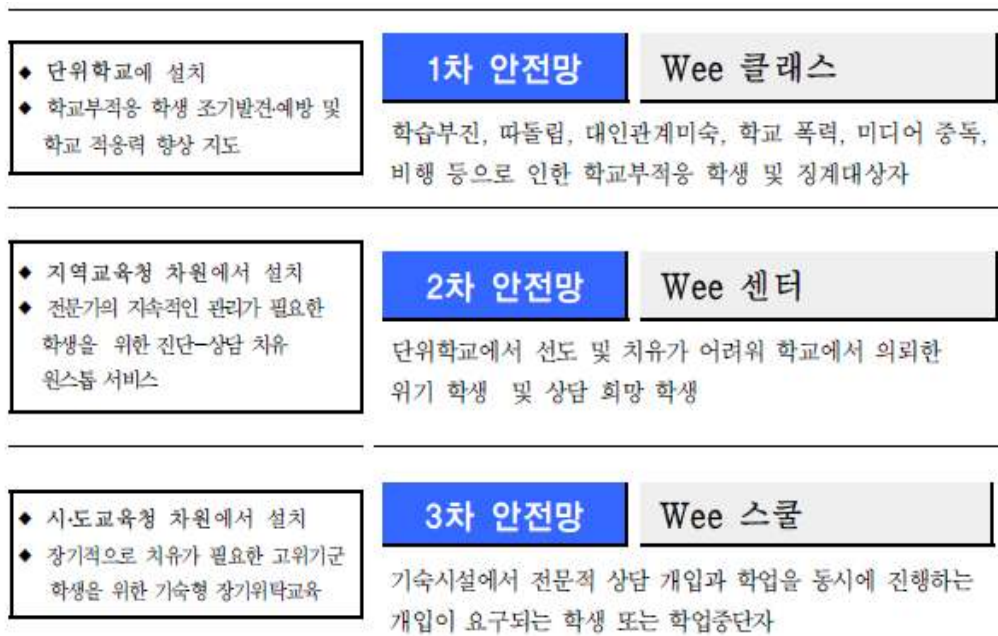 ◆ 단위학교에 설치
◆ 학교부적응 학생 조기발견·예방 및
학교 적응력 향상 지도
1차 안전망
Wee 클래스
학습부진, 따돌림, 대인관계미숙, 학교 폭력, 미디어 중독,
비행 등으로 인한 학교부적응 학생 및 징계대상자
◆ 지역교육청 차원에서 설치
◆ 전문가의 지속적인 관리가 필요한
학생을 위한 진단-상담 치유
원스톱 서비스
2차 안전망
Wee 센터
단위학교에서 선도 및 치유가 어려워 학교에서 의뢰한
위기 학생 및 상담 희망 학생
◆ 시·도교육청 차원에서 설치
◆ 장기적으로 치유가 필요한 고위기군
학생을 위한 기숙형 장기위탁교육
3차 안전망
Wee 스쿨
기숙시설에서 전문적 상담 개입과 학업을 동시에 진행하는
개입이 요구되는 학생 또는 학업중단자